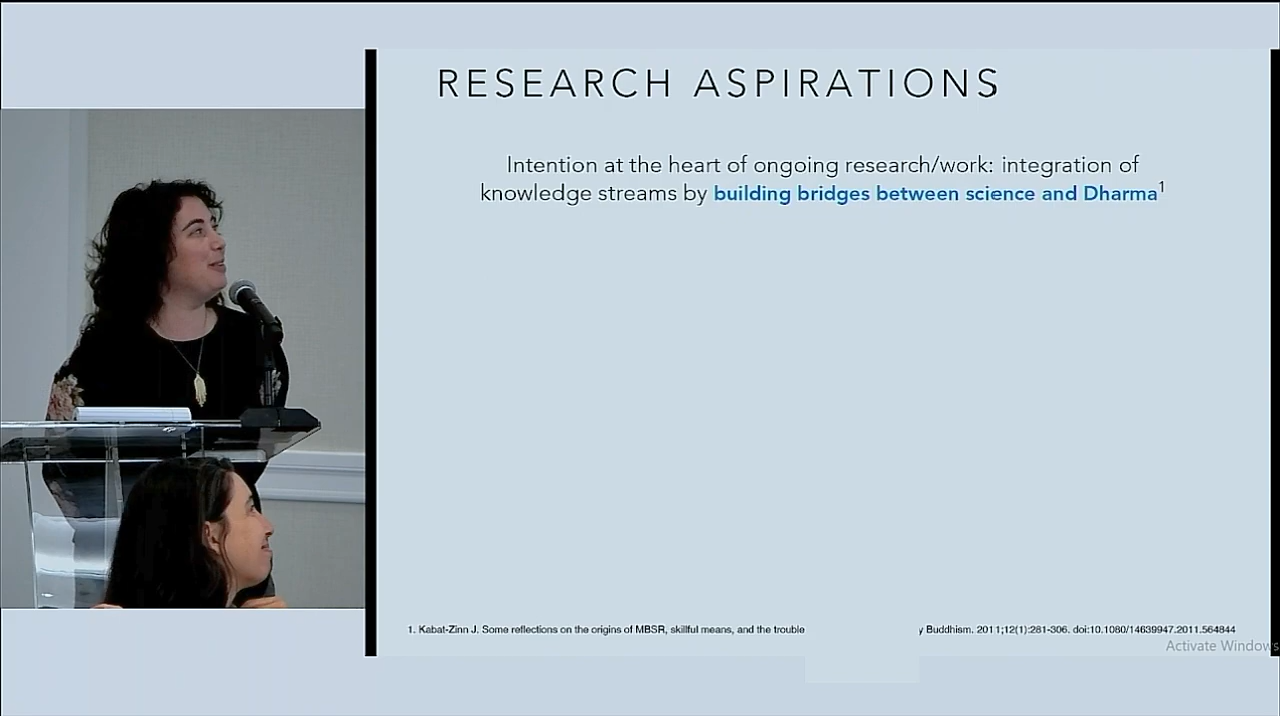 RESEARCH ASPIRATIONS
Intention at the heart of ongoing research/work: integration of
knowledge streams by building bridges between science and Dharma1
1. Kabat-Zinn J. Some reflections on the origins of MBSR, skillful means, and the trouble y Buddhism. 2011;12(1):281-306. doi:10.1080/14639947.2011.564844
Activate Windows